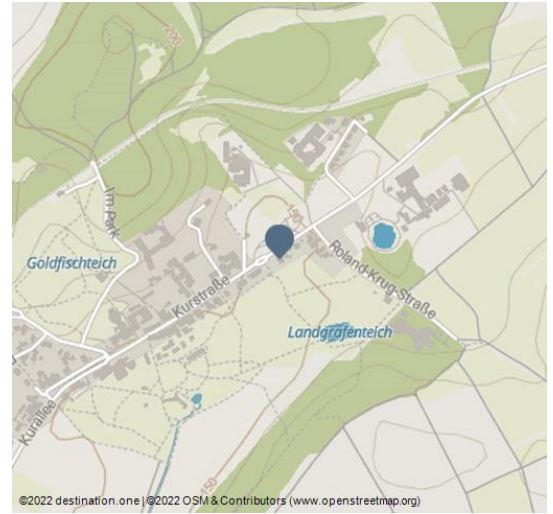 200
Im Park
Goldfischteich
150
Kurstraße
Roland-Krug-Straße
Landgrafenteich
Kurallee
150
©2022 destination.one | ©2022 OSM & Contributors (www.openstreetmap.org)